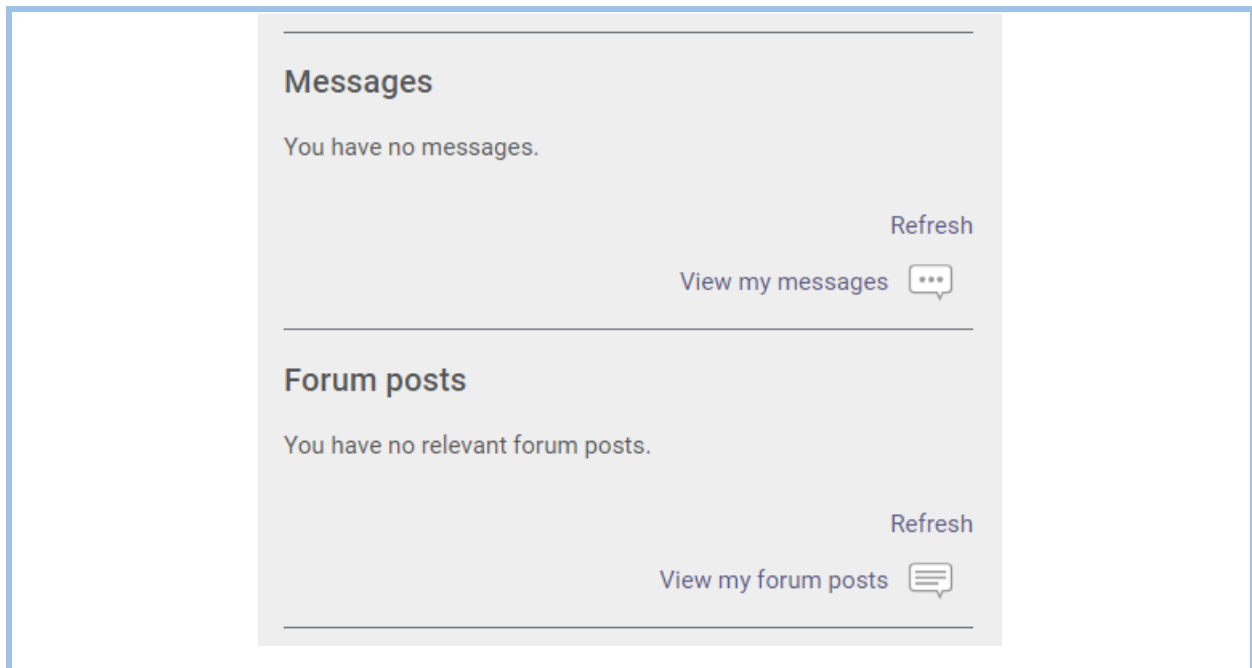 Messages
You have no messages.
Refresh
View my messages
Forum posts
You have no relevant forum posts.
Refresh
View my forum posts